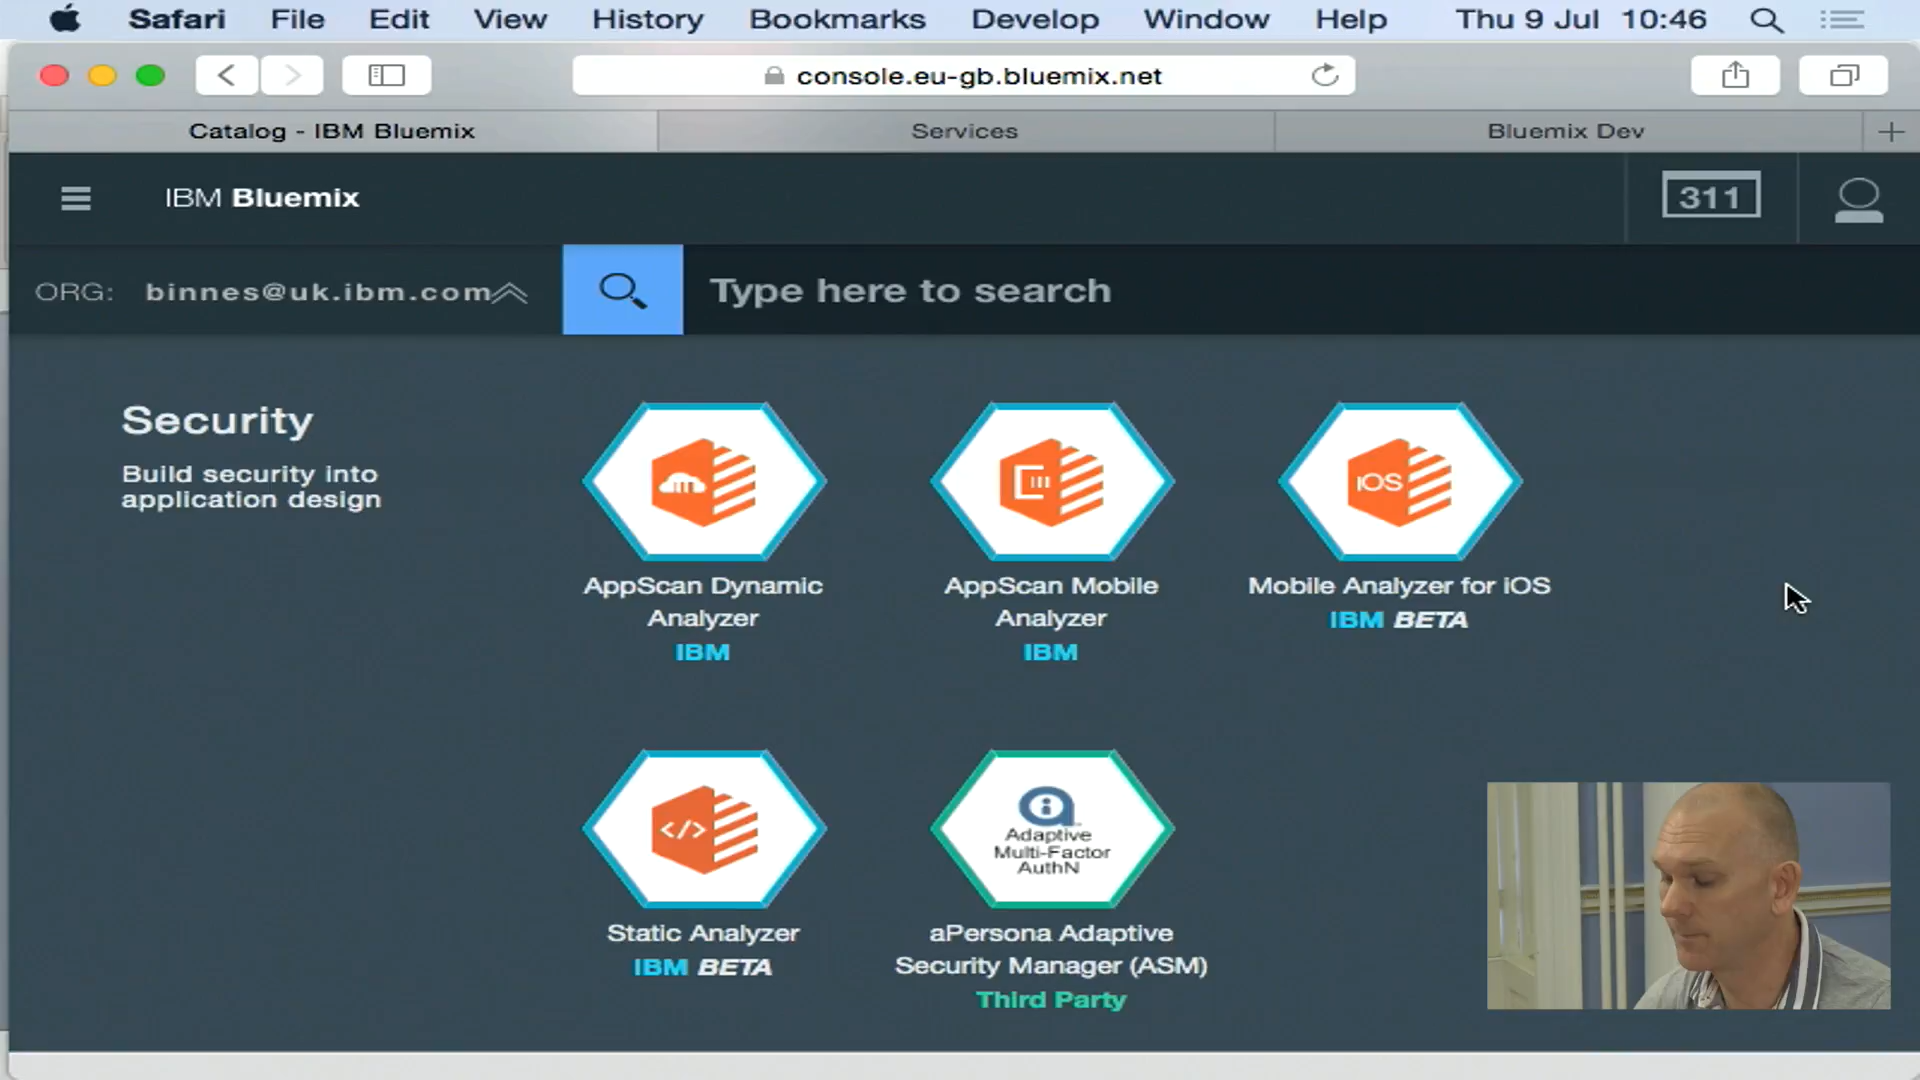 Safari File Edit View History Bookmarks Develop Window Help Thu 9 Jul 10:46
console.eu-gb.bluemix.net
Catalog - IBM Bluemix Services Bluemix Dev
IBM Bluemix
311
ORG: binnes@uk.ibm.com
Type here to search
Security
Build security into
application design
iOS
AppScan Dynamic
Analyzer
IBM
AppScan Mobile
Analyzer
IBM
Mobile Analyzer for iOS
IBM BETA
</>
Adaptive
Multi-Factor
AuthN
Static Analyzer
IBM BETA
aPersona Adaptive
Security Manager (ASM)
Third Party